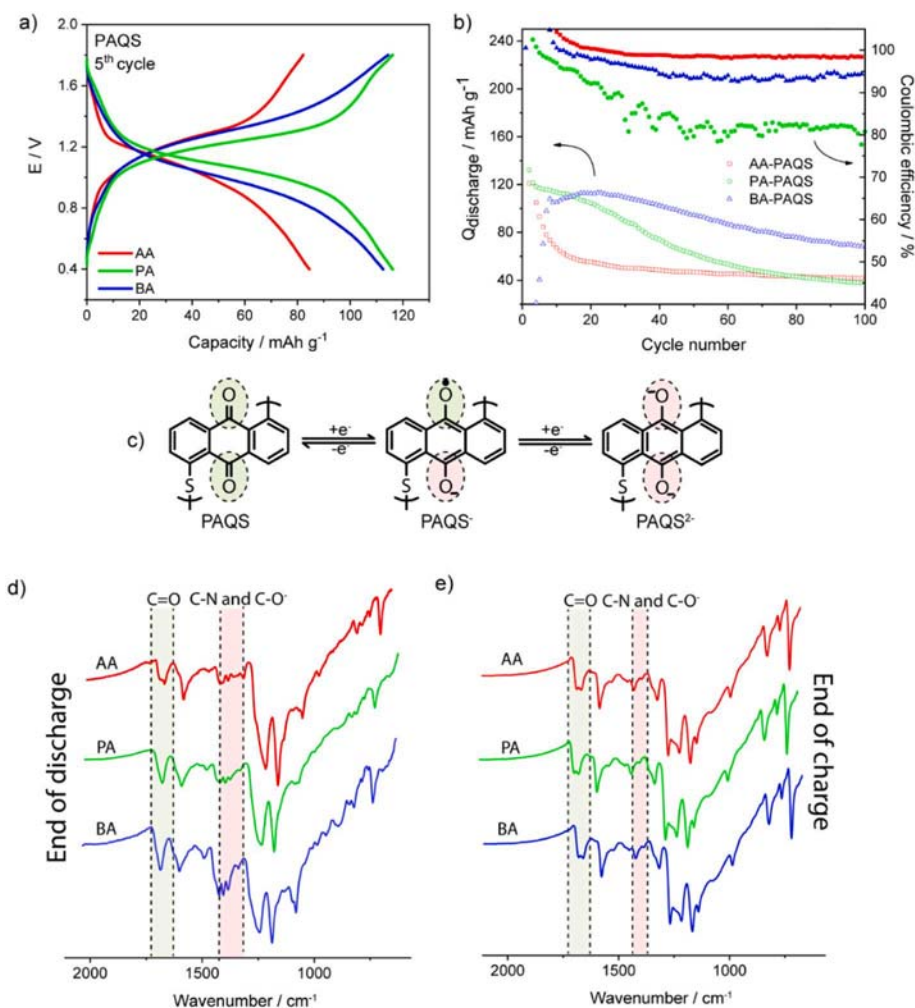 a)
PAQS
5th cycle
E / V
1.8
1.6
1.2
0.8
0.4
AA
PA
BA
0 20 40 60 80 100 120
Capacity / mAh g-1
b)
Qdischarge / mAh g-1
240
200
160
120
80
40
AA-PAQS
PA-PAQS
BA-PAQS
100
90
80
70
60
50
40
Coulombic efficiency / %
0 20 40 60 80 100
Cycle number
c)
O
O
S
PAQS
+e-
-e-
O
O-
S
PAQS-
+e-
-e-
-O
O-
S
PAQS2-
d)
C=O C-N and C-O-
AA
PA
BA
End of discharge
2000 1500 1000
Wavenumber / cm-1
e)
C=O C-N and C-O-
AA
PA
BA
End of charge
2000 1500 1000
Wavenumber / cm-1